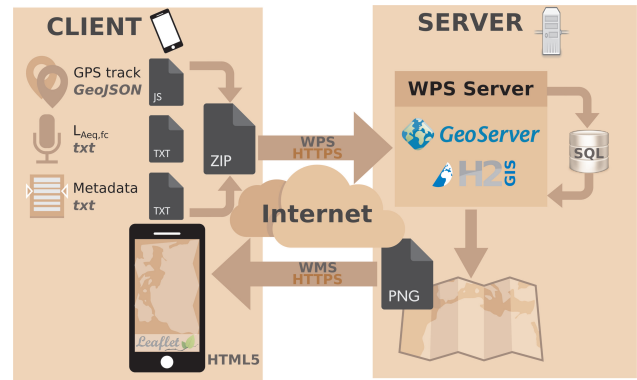 CLIENT
GPS track
GeoJSON
JS
LAeq,fc
txt
TXT
ZIP
Metadata
txt
TXT
WPS
HTTPS
Internet
WMS
HTTPS
Leaflet
HTML5
SERVER
WPS Server
GeoServer
H2
GIS
SQL
PNG